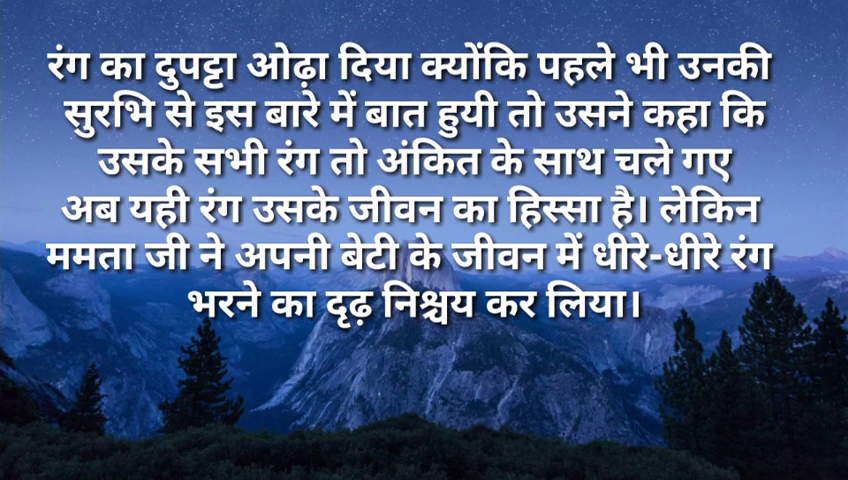 रंग का दुपट्टा ओढ़ा दिया क्योंकि पहले भी उनकी
सुरभि से इस बारे में बात हुयी तो उसने कहा कि
उसके सभी रंग तो अंकित के साथ चले गए
अब यही रंग उसके जीवन का हिस्सा है। लेकिन
ममता जी ने अपनी बेटी के जीवन में धीरे-धीरे रंग
भरने का दृढ़ निश्चय कर लिया।